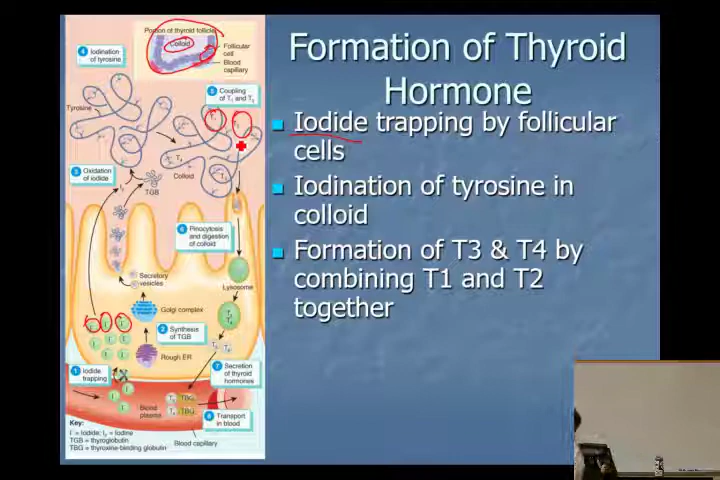 Formation of Thyroid
Hormone
Iodide trapping by follicular
cells
Iodination of tyrosine in
colloid
Formation of T3 & T4 by
combining T1 and T2
together
Portion of thyroid follicle
Colloid
Follicular
cell
Blood
capillary
4 Iodination
of tyrosine
5 Coupling
of T1 and T2
Tyrosine
3 Oxidation
of iodide
TGB
Colloid
6 Pinocytosis
and digestion
of colloid
Lysosome
Secretory
vesicles
Golgi complex
2 Synthesis
of TGB
Rough ER
1 Iodide
trapping
7 Secretion
of thyroid
hormones
Blood
plasma
TBG
TBG
8 Transport
in blood
Blood capillary
Key:
I⁻ = Iodide; I₂ = Iodine
TGB = thyroglobulin
TBG = thyroxine-binding globulin